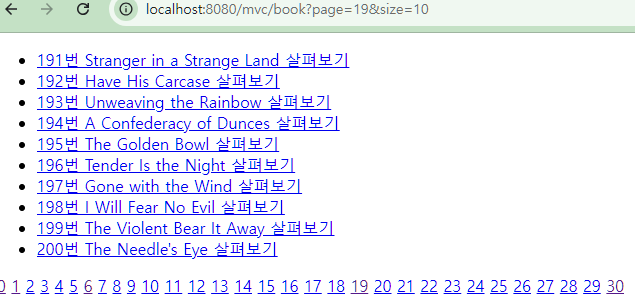 localhost:8080/mvc/book?page=19&size=10
191번 Stranger in a Strange Land 살펴보기
192번 Have His Carcase 살펴보기
193번 Unweaving the Rainbow 살펴보기
194번 A Confederacy of Dunces 살펴보기
195번 The Golden Bowl 살펴보기
196번 Tender Is the Night 살펴보기
197번 Gone with the Wind 살펴보기
198번 I Will Fear No Evil 살펴보기
199번 The Violent Bear It Away 살펴보기
200번 The Needle's Eye 살펴보기
0 1 2 3 4 5 6 7 8 9 10 11 12 13 14 15 16 17 18 19 20 21 22 23 24 25 26 27 28 29 30